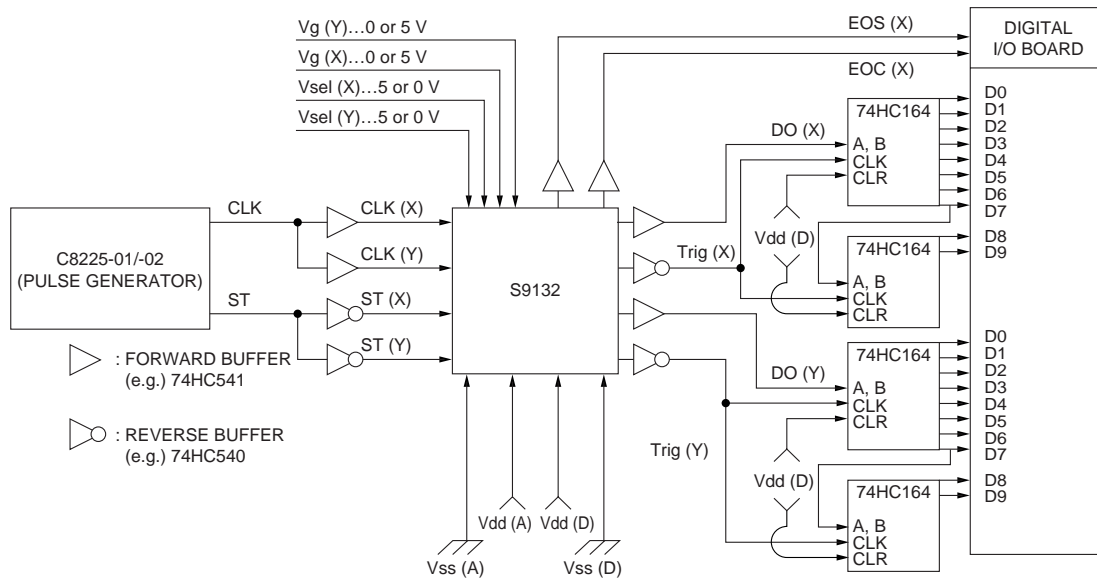 Vg (Y)…0 or 5 V
Vg (X)…0 or 5 V
Vsel (X)…5 or 0 V
Vsel (Y)…5 or 0 V
EOS (X)
EOC (X)
DIGITAL
I/O BOARD
C8225-01/-02
(PULSE GENERATOR)
CLK
ST
CLK (X)
CLK (Y)
ST (X)
ST (Y)
S9132
: FORWARD BUFFER
(e.g.) 74HC541
: REVERSE BUFFER
(e.g.) 74HC540
Vss (A)
Vdd (A)
Vdd (D)
Vss (D)
DO (X)
Trig (X)
DO (Y)
Trig (Y)
74HC164
A, B
CLK
CLR
Vdd (D)
D0
D1
D2
D3
D4
D5
D6
D7
74HC164
A, B
CLK
CLR
D8
D9
74HC164
A, B
CLK
CLR
Vdd (D)
D0
D1
D2
D3
D4
D5
D6
D7
74HC164
A, B
CLK
CLR
D8
D9